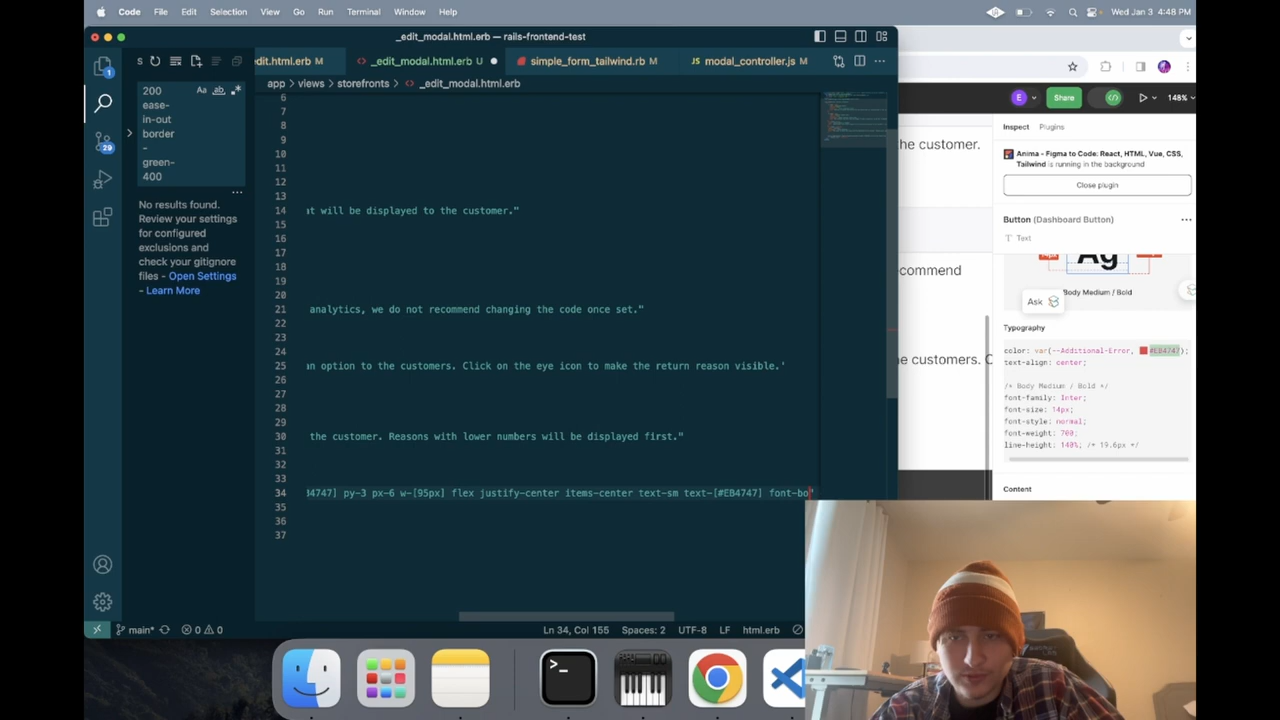 Code File Edit Selection View Go Run Terminal Window Help
Wed Jan 3 4:48 PM
_edit_modal.html.erb — rails-frontend-test
S
edit.html.erb M
_edit_modal.html.erb U
simple_form_tailwind.rb M
JS modal_controller.js M
app > views > storefronts > _edit_modal.html.erb
1
29
200
ease-
in-out
border
-
green-
400
Aa ab
No results found.
Review your settings
for configured
exclusions and
check your gitignore
files - Open Settings
- Learn More
6
7
8
9
10
11
12
13
14 at will be displayed to the customer."
15
16
17
18
19
20
21 analytics, we do not recommend changing the code once set."
22
23
24
25 an option to the customers. Click on the eye icon to make the return reason visible.'
26
27
28
29
30 the customer. Reasons with lower numbers will be displayed first."
31
32
33
34 B4747] py-3 px-6 w-[95px] flex justify-center items-center text-sm text-[#EB4747] font-bo"
35
36
37
main* 0 0
Ln 34, Col 155 Spaces: 2 UTF-8 LF html.erb
he customer.
ecommend
he customers. C
E Share 148%
Inspect Plugins
Anima - Figma to Code: React, HTML, Vue, CSS,
Tailwind is running in the background
Close plugin
Button (Dashboard Button)
Text
Ag
Body Medium / Bold
Ask
Typography
color: var(--Additional-Error, #EB4747);
text-align: center;
/* Body Medium / Bold */
font-family: Inter;
font-size: 14px;
font-style: normal;
font-weight: 700;
line-height: 140%; /* 19.6px */
Content